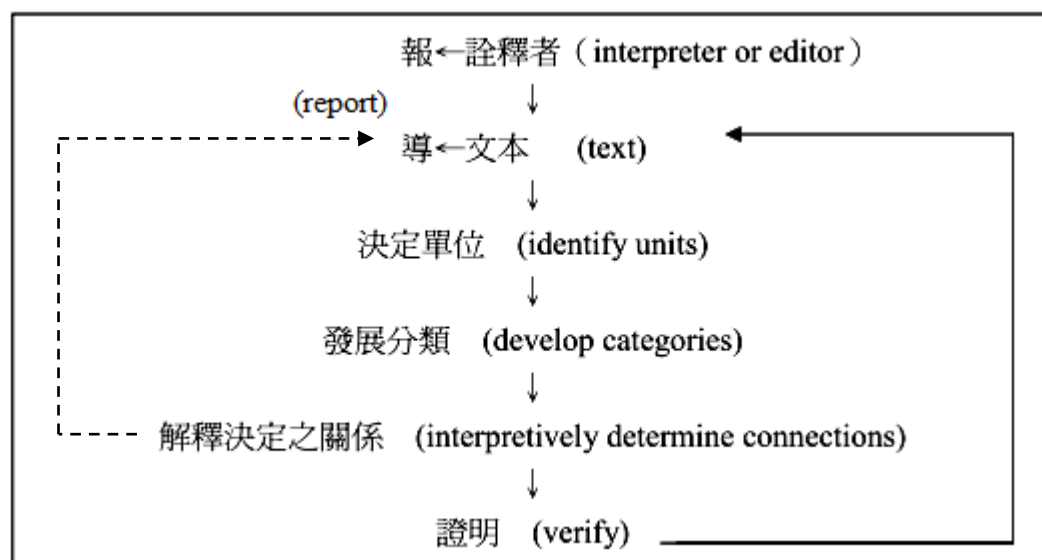 報←詮釋者（interpreter or editor）
↓
(report)
導←文本 (text)
↓
決定單位 (identify units)
↓
發展分類 (develop categories)
↓
解釋決定之關係 (interpretively determine connections)
↓
證明 (verify)